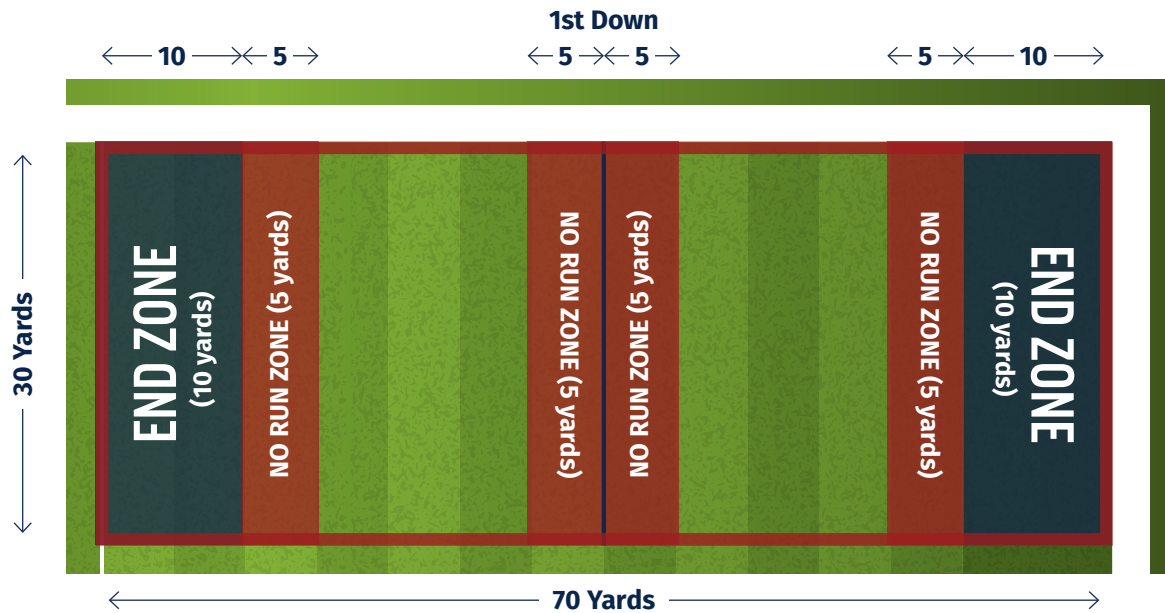 1st Down
10
5
5
5
5
10
30 Yards
END ZONE
(10 yards)
NO RUN ZONE (5 yards)
NO RUN ZONE (5 yards)
NO RUN ZONE (5 yards)
NO RUN ZONE (5 yards)
END ZONE
(10 yards)
70 Yards